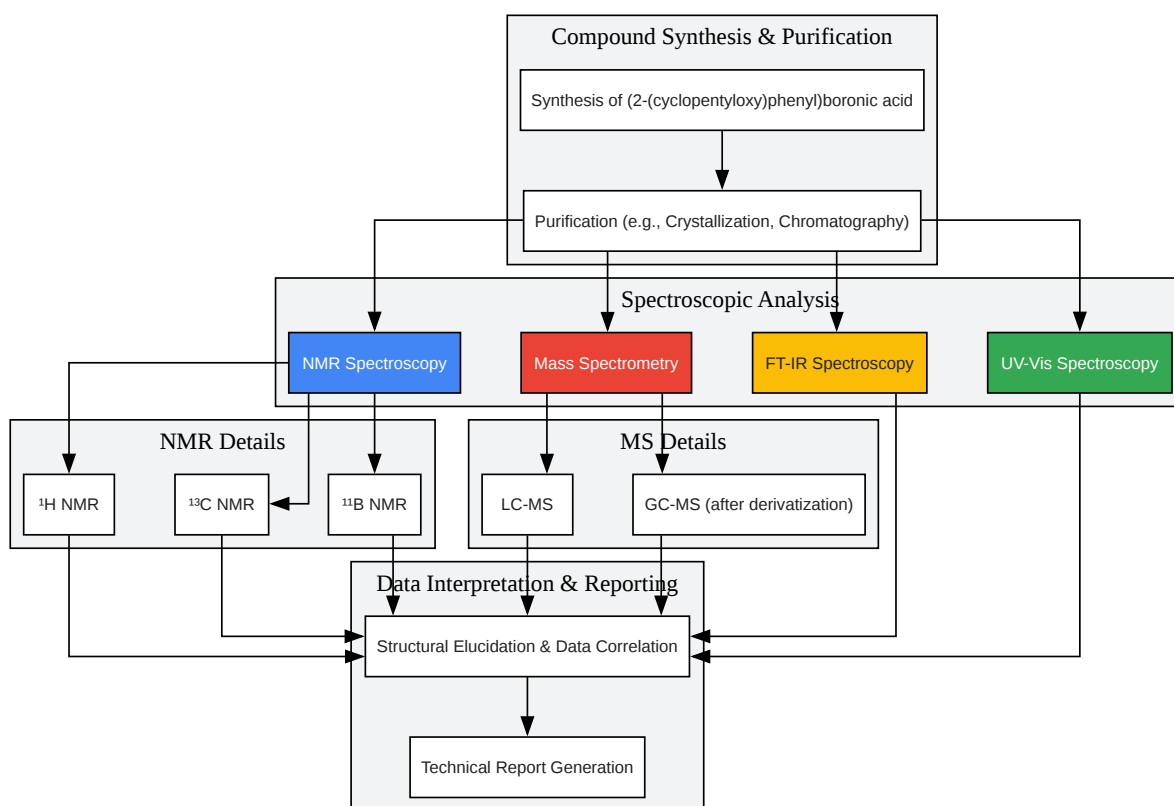 Compound Synthesis & Purification
Synthesis of (2-(cyclopentyloxy)phenyl)boronic acid
Purification (e.g., Crystallization, Chromatography)
Spectroscopic Analysis
NMR Spectroscopy
Mass Spectrometry
FT-IR Spectroscopy
UV-Vis Spectroscopy
NMR Details
MS Details
¹H NMR
¹³C NMR
¹¹B NMR
LC-MS
GC-MS (after derivatization)
Data Interpretation & Reporting
Structural Elucidation & Data Correlation
Technical Report Generation